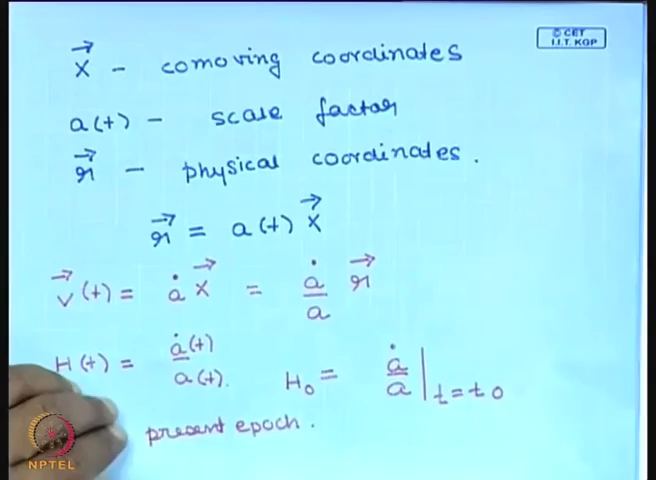 © CET
I.I.T. KGP
x⃗ – comoving coordinates
a(t) – scale factor
r⃗ – physical coordinates.
r⃗ = a(t) x⃗
v⃗(t) = ȧ x⃗ = ȧ/a r⃗
H(t) = ȧ(t)/a(t). H₀ = ȧ/a |t=t0
present epoch.
NPTEL